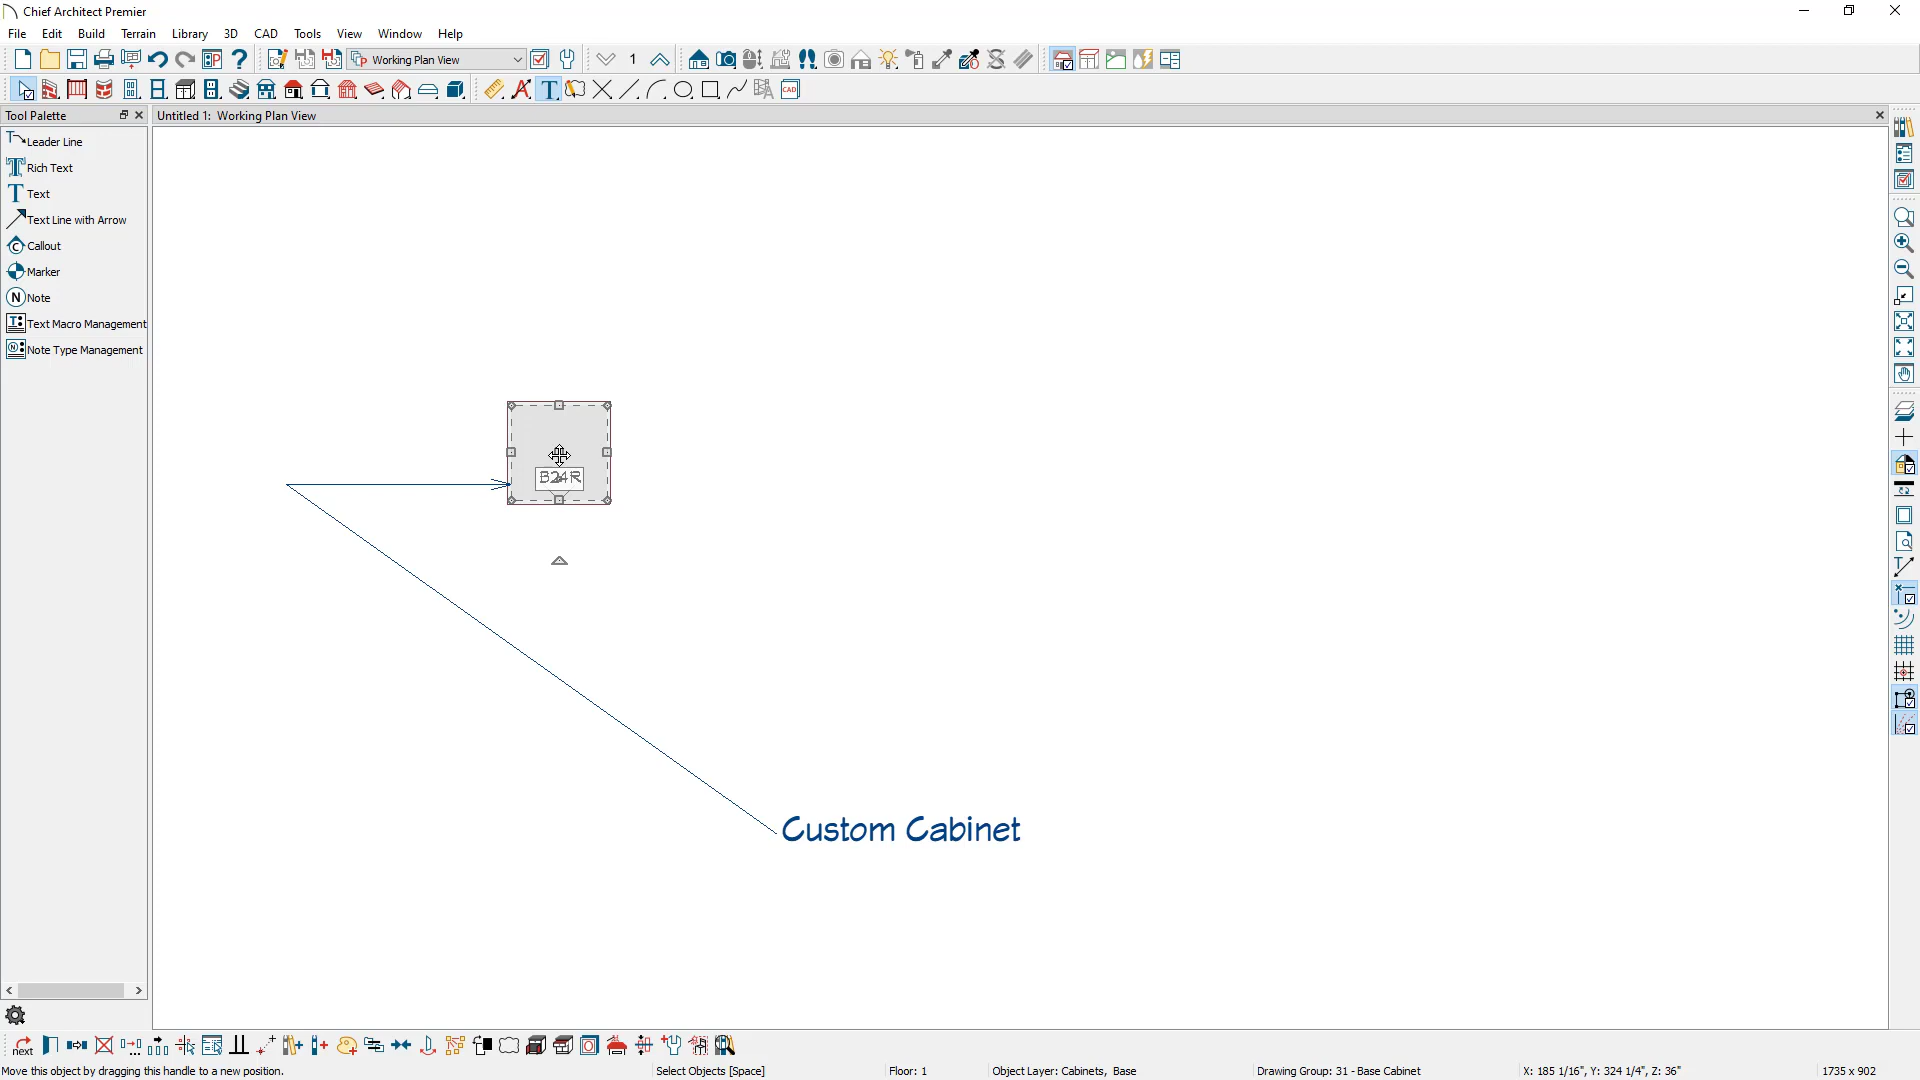 Chief Architect Premier
File Edit Build Terrain Library 3D CAD Tools Text View Window Help
Working Plan View 1
CAD
Tool Palette
Untitled 1: Working Plan View
Leader Line
Rich Text
Text
Text Line with Arrow
Callout
Marker
Note
Text Macro Management
Note Type Management
B24R
Custom Cabinet
next
Move this object by dragging this handle to a new position.
Select Objects [Space]
Floor: 1
Object Layer: Cabinets, Base
Drawing Group: 31 - Base Cabinet
X: 185 1/16", Y: 324 1/4", Z: 36"
1735 x 902